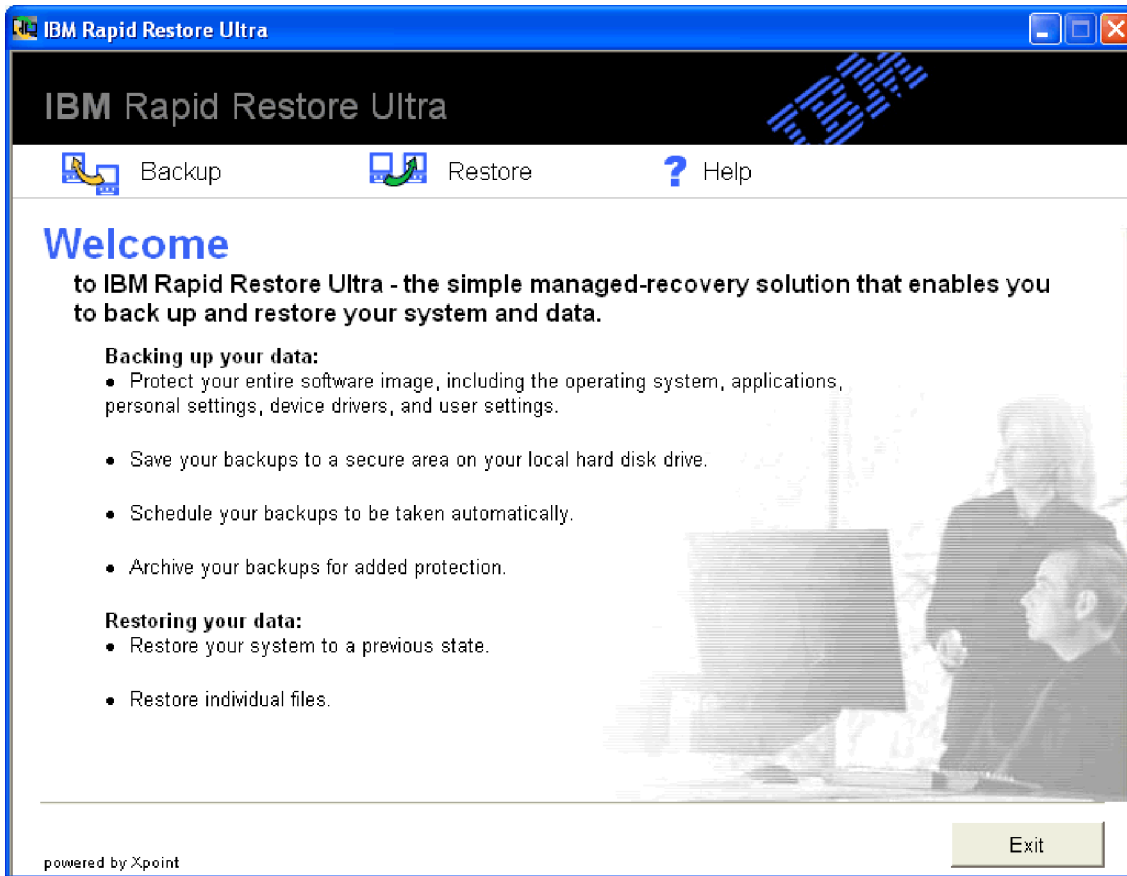 IBM Rapid Restore Ultra
IBM Rapid Restore Ultra
IBM
Backup
Restore
? Help
Welcome
to IBM Rapid Restore Ultra - the simple managed-recovery solution that enables you
to back up and restore your system and data.
Backing up your data:
• Protect your entire software image, including the operating system, applications,
personal settings, device drivers, and user settings.
• Save your backups to a secure area on your local hard disk drive.
• Schedule your backups to be taken automatically.
• Archive your backups for added protection.
Restoring your data:
• Restore your system to a previous state.
• Restore individual files.
Exit
powered by Xpoint